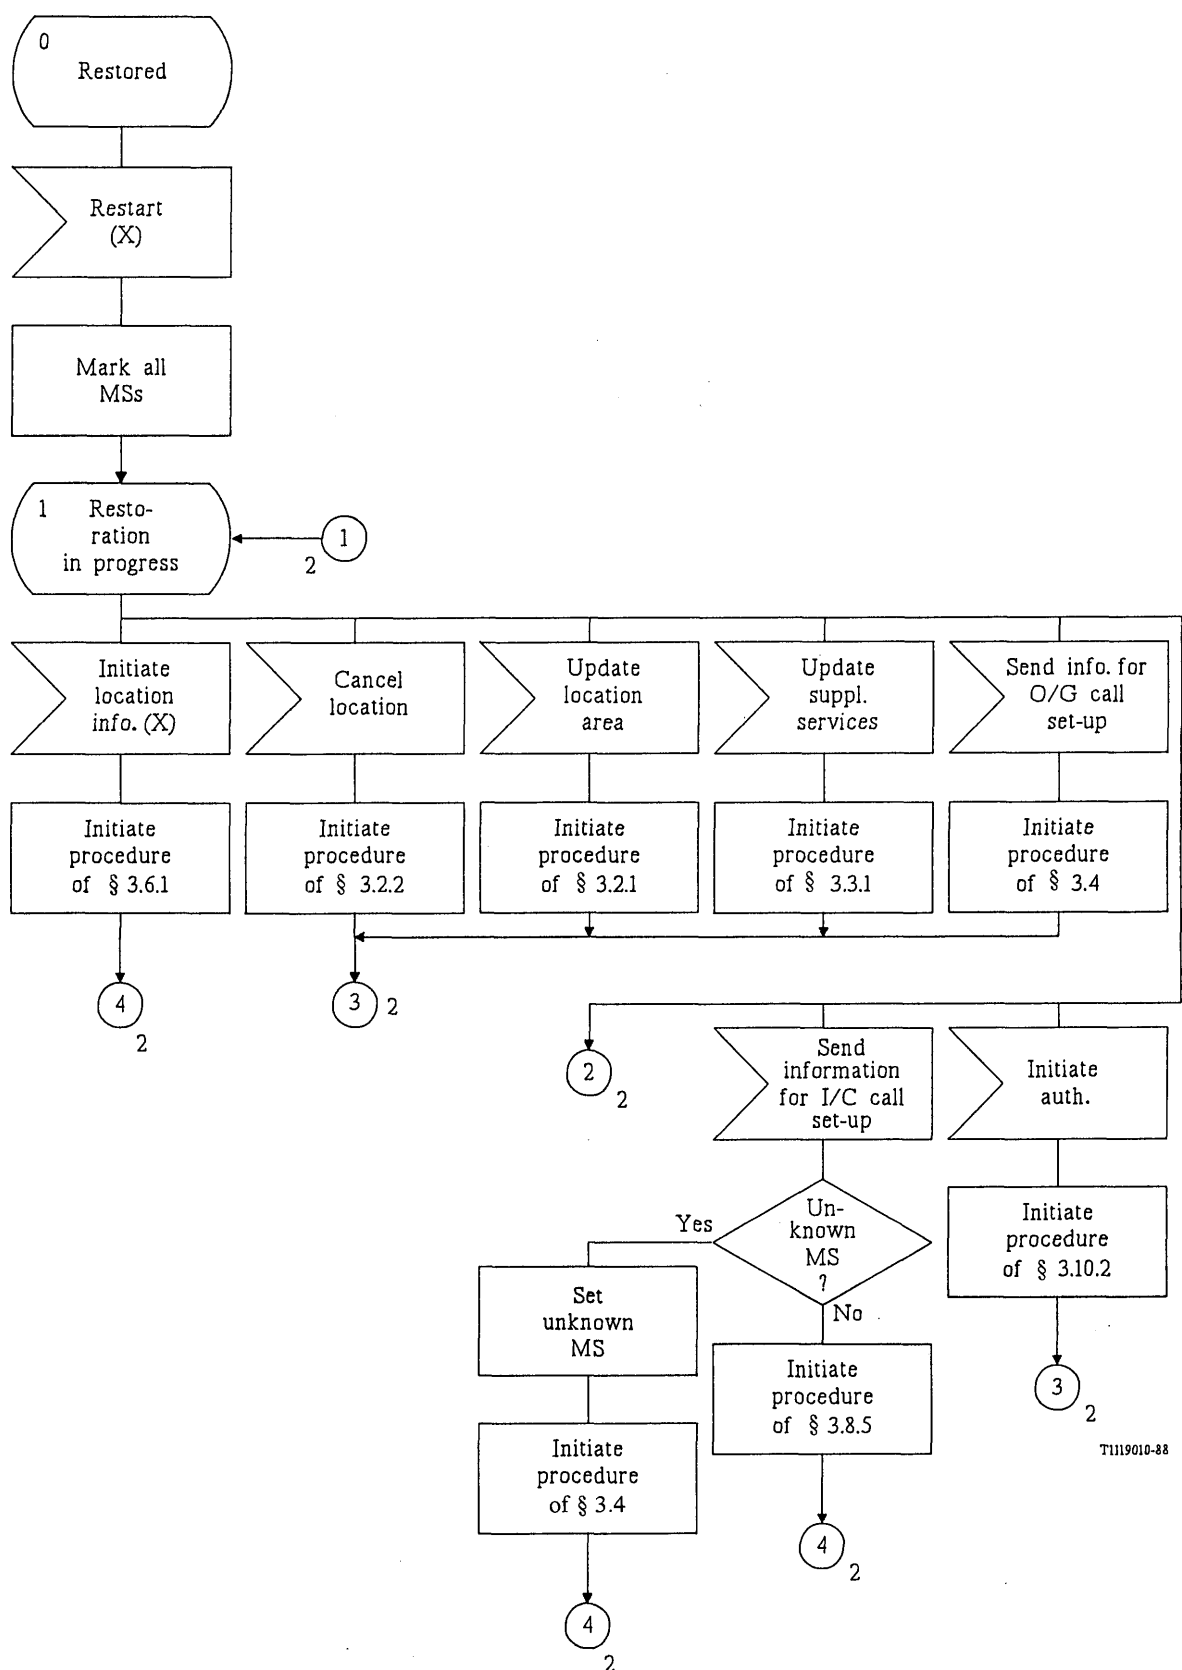 0
Restored
Restart
(X)
Mark all
MSs
1 Resto-
ration
in progress
1
2
Initiate
location
info. (X)
Cancel
location
Update
location
area
Update
suppl.
services
Send info. for
O/G call
set-up
Initiate
procedure
of § 3.6.1
Initiate
procedure
of § 3.2.2
Initiate
procedure
of § 3.2.1
Initiate
procedure
of § 3.3.1
Initiate
procedure
of § 3.4
4
2
3
2
2
2
Send
information
for I/C call
set-up
Initiate
auth.
Yes
Un-
known
MS
?
No
Initiate
procedure
of § 3.10.2
Set
unknown
MS
Initiate
procedure
of § 3.8.5
3
2
Initiate
procedure
of § 3.4
T1119010-88
4
2
4
2